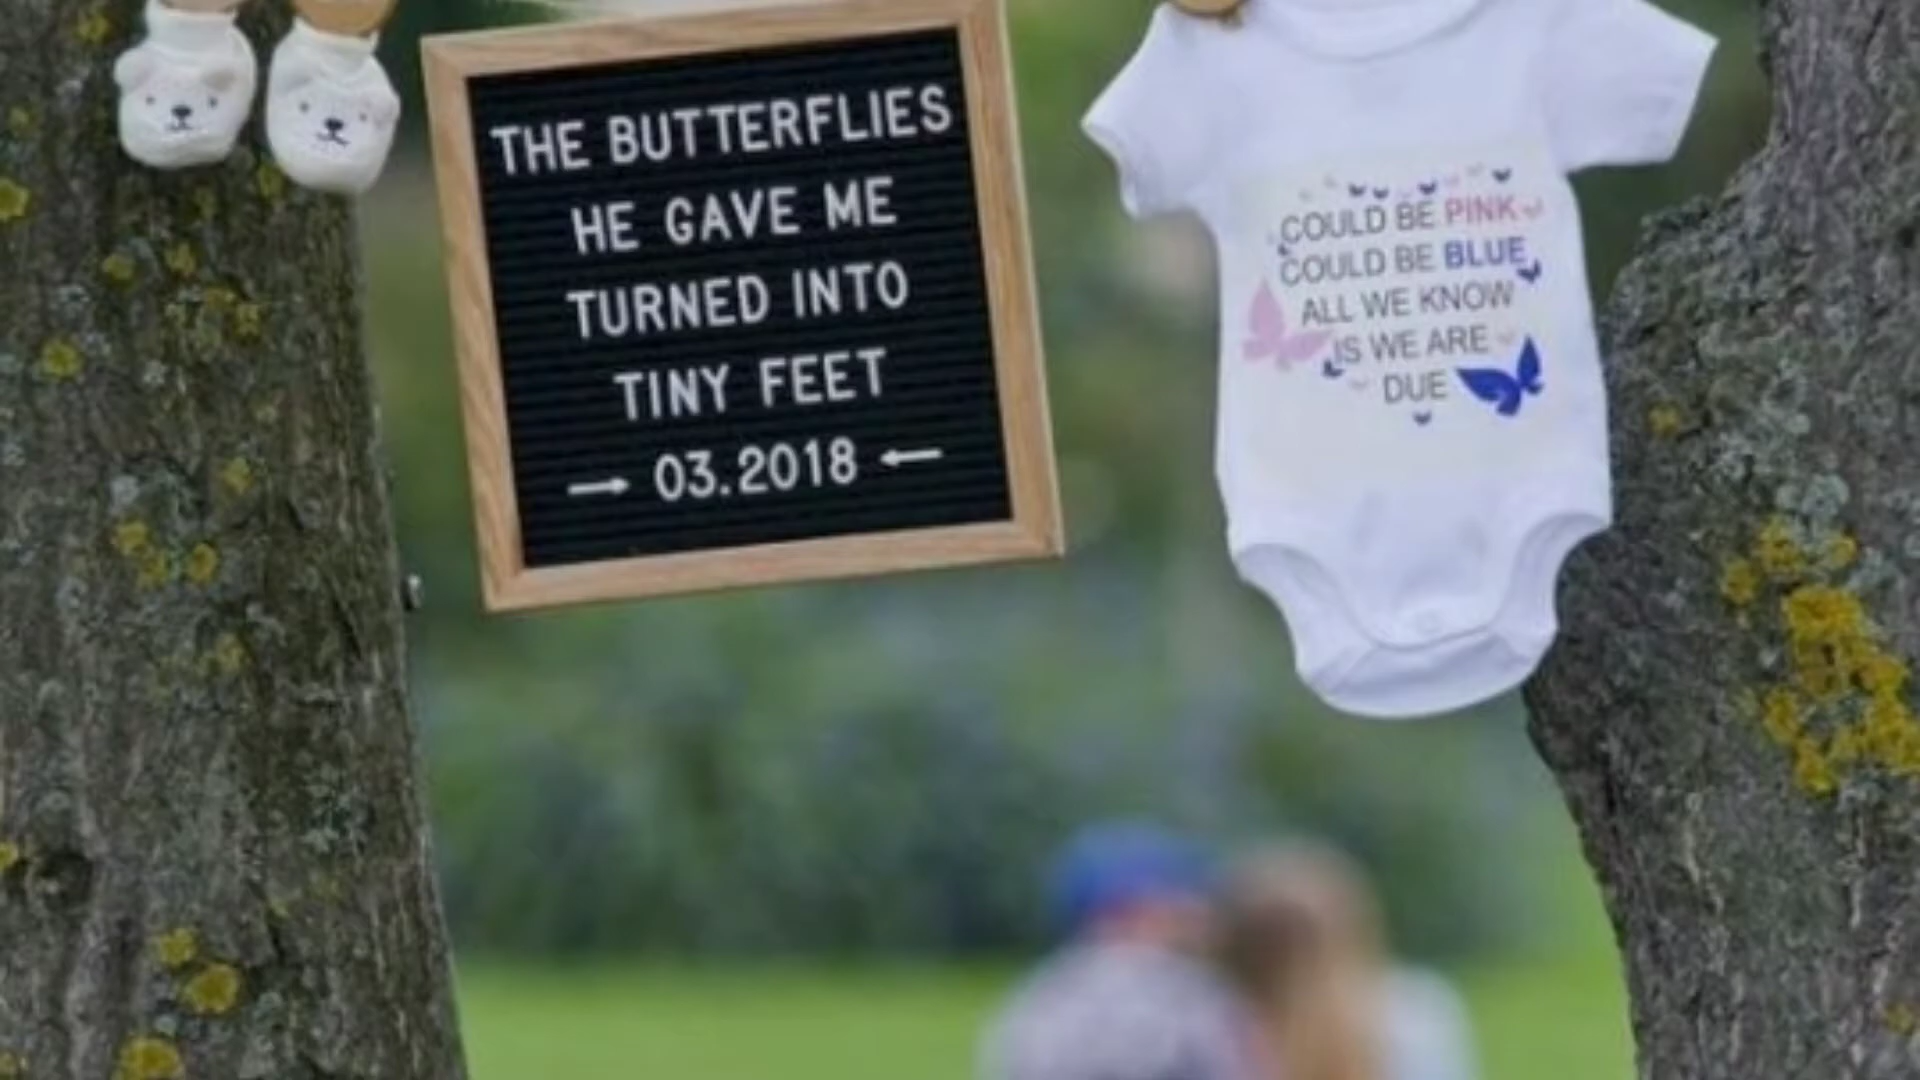 THE BUTTERFLIES
HE GAVE ME
TURNED INTO
TINY FEET
→ 03.2018 ←
COULD BE PINK
COULD BE BLUE
ALL WE KNOW
IS WE ARE
DUE